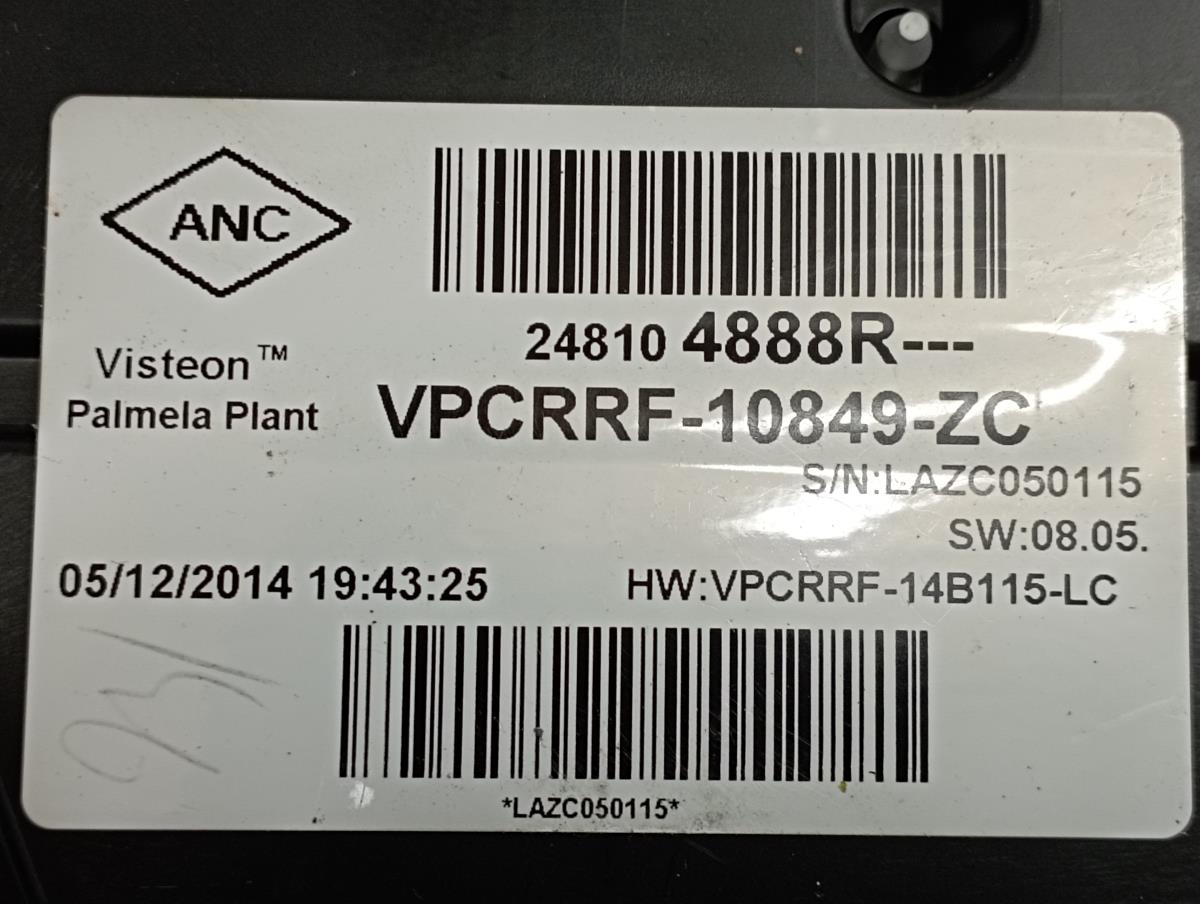 ANC
24810 4888R---
Visteon™
Palmela Plant
VPCRRF-10849-ZC
S/N:LAZC050115
SW:08.05.
05/12/2014 19:43:25
HW:VPCRRF-14B115-LC
*LAZC050115*